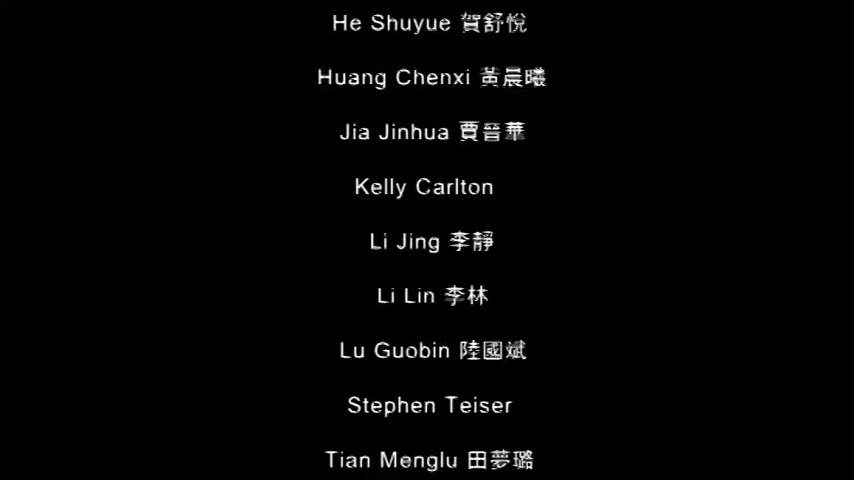 He Shuyue 賀舒悅
Huang Chenxi 黃晨曦
Jia Jinhua 賈晉華
Kelly Carlton
Li Jing 李靜
Li Lin 李林
Lu Guobin 陸國斌
Stephen Teiser
Tian Menglu 田夢璐